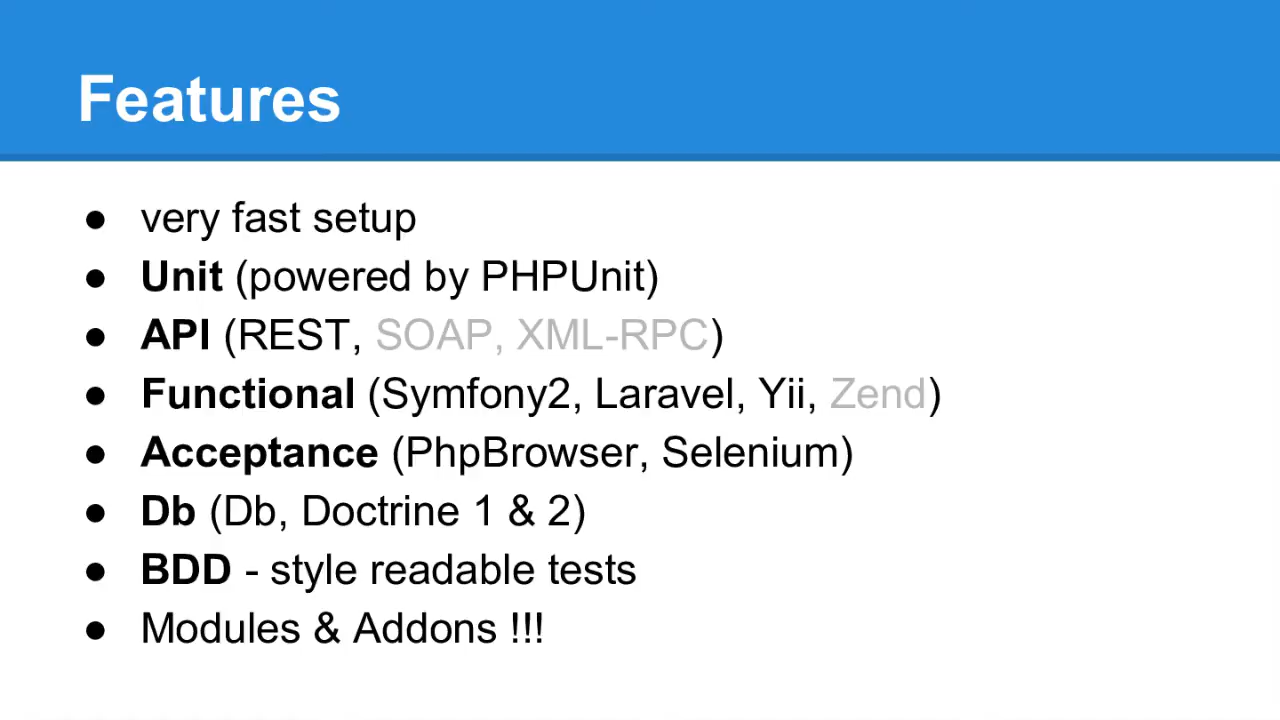 Features
● very fast setup
● Unit (powered by PHPUnit)
● API (REST, SOAP, XML-RPC)
● Functional (Symfony2, Laravel, Yii, Zend)
● Acceptance (PhpBrowser, Selenium)
● Db (Db, Doctrine 1 & 2)
● BDD - style readable tests
● Modules & Addons !!!